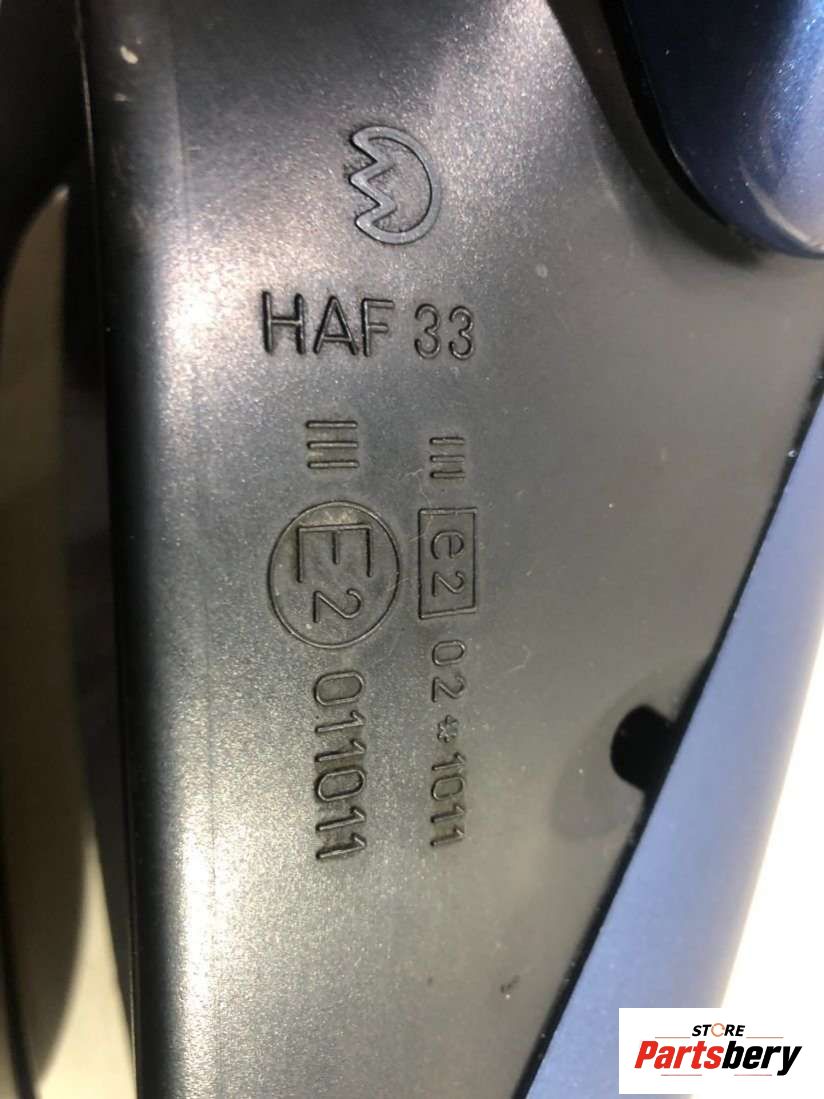 HAF 33
III E2 011011
III e2 02*1011
STORE
Partsbery